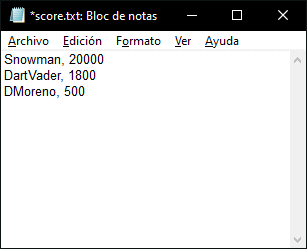 *score.txt: Bloc de notas
Archivo Edición Formato Ver Ayuda
Snowman, 20000
DartVader, 1800
DMoreno, 500